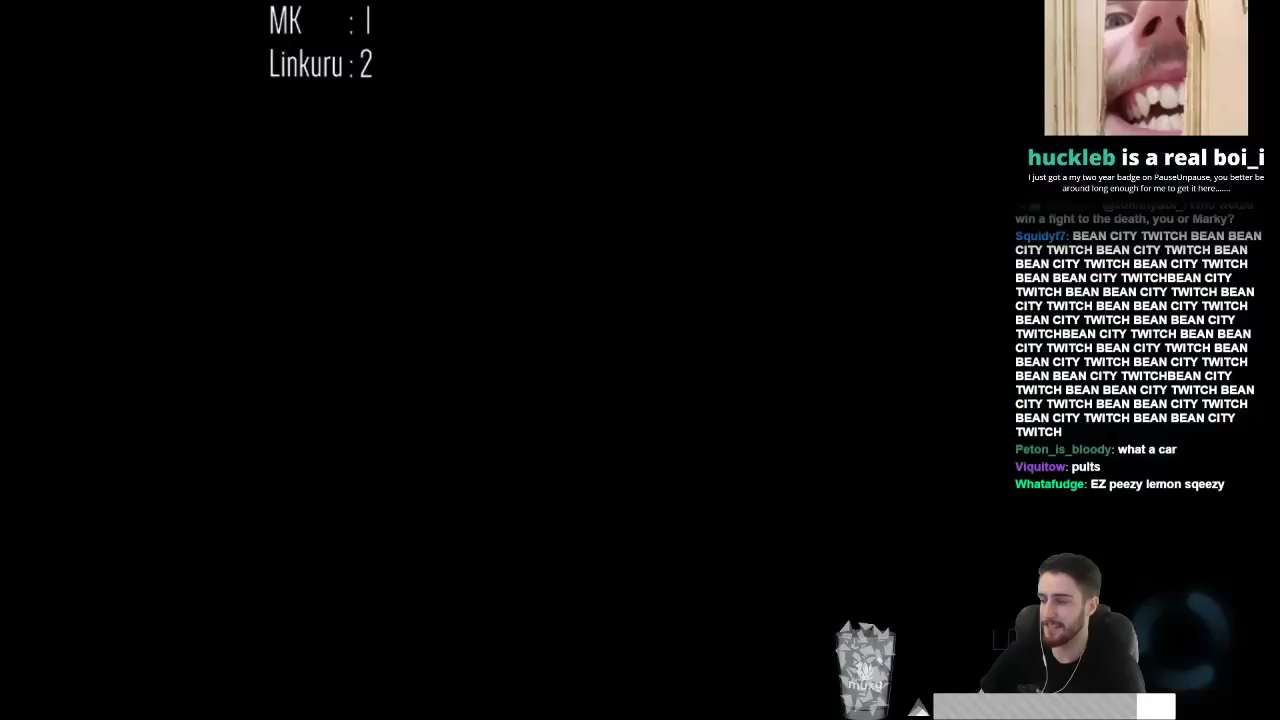 MK : 1
Linkuru : 2
huckleb is a real boi_i
I just got a my two year badge on PauseUnpause, you better be
around long enough for me to get it here.......
win a fight to the death, you or Marky?
Squidyf7: BEAN CITY TWITCH BEAN BEAN
CITY TWITCH BEAN CITY TWITCH BEAN
BEAN CITY TWITCH BEAN CITY TWITCH
BEAN BEAN CITY TWITCHBEAN CITY
TWITCH BEAN BEAN CITY TWITCH BEAN
CITY TWITCH BEAN BEAN CITY TWITCH
BEAN CITY TWITCH BEAN BEAN CITY
TWITCHBEAN CITY TWITCH BEAN BEAN
CITY TWITCH BEAN CITY TWITCH BEAN
BEAN CITY TWITCH BEAN CITY TWITCH
BEAN BEAN CITY TWITCHBEAN CITY
TWITCH BEAN BEAN CITY TWITCH BEAN
CITY TWITCH BEAN BEAN CITY TWITCH
BEAN CITY TWITCH BEAN BEAN CITY
TWITCH
Peton_is_bloody: what a car
Viquitow: pults
Whatafudge: EZ peezy lemon sqeezy
muxy